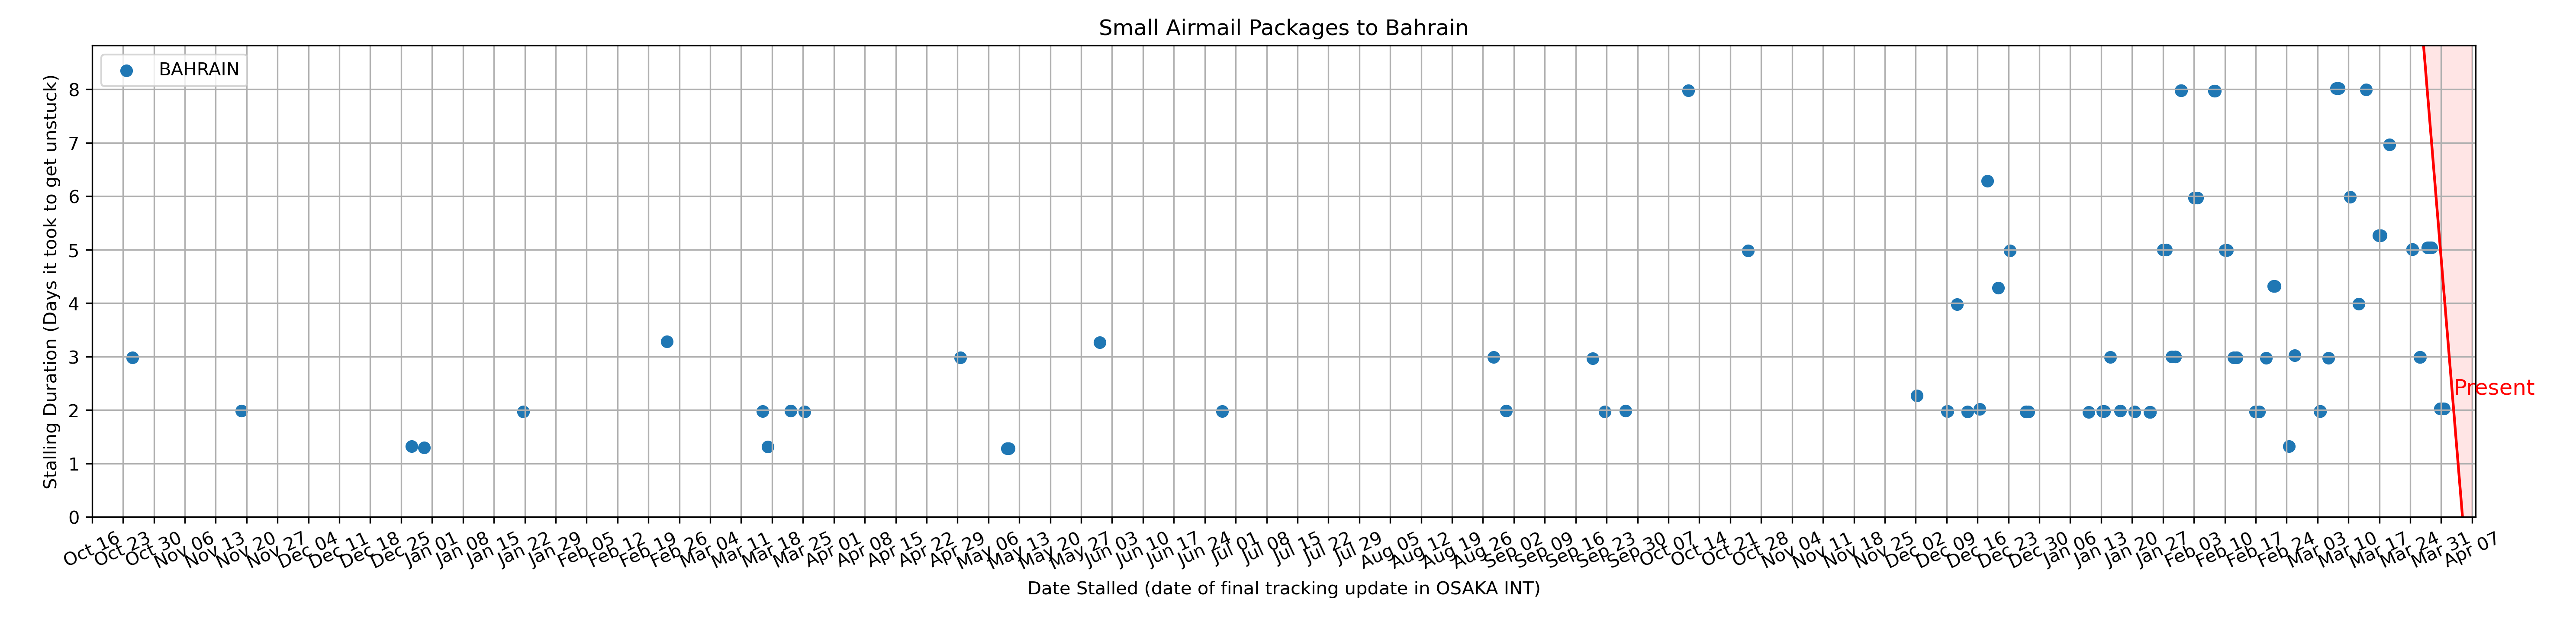 Small Airmail Packages to Bahrain
BAHRAIN
Stalling Duration (Days it took to get unstuck)
8
7
6
5
4
3
2
1
0
Present
Oct 16
Oct 23
Oct 30
Nov 06
Nov 13
Nov 20
Nov 27
Dec 04
Dec 11
Dec 18
Dec 25
Jan 01
Jan 08
Jan 15
Jan 22
Jan 29
Feb 05
Feb 12
Feb 19
Feb 26
Mar 04
Mar 11
Mar 18
Mar 25
Apr 01
Apr 08
Apr 15
Apr 22
Apr 29
May 06
May 13
May 20
May 27
Jun 03
Jun 10
Jun 17
Jun 24
Jul 01
Jul 08
Jul 15
Jul 22
Jul 29
Aug 05
Aug 12
Aug 19
Aug 26
Sep 02
Sep 09
Sep 16
Sep 23
Sep 30
Oct 07
Oct 14
Oct 21
Oct 28
Nov 04
Nov 11
Nov 18
Nov 25
Dec 02
Dec 09
Dec 16
Dec 23
Dec 30
Jan 06
Jan 13
Jan 20
Jan 27
Feb 03
Feb 10
Feb 17
Feb 24
Mar 03
Mar 10
Mar 17
Mar 24
Mar 31
Apr 07
Date Stalled (date of final tracking update in OSAKA INT)